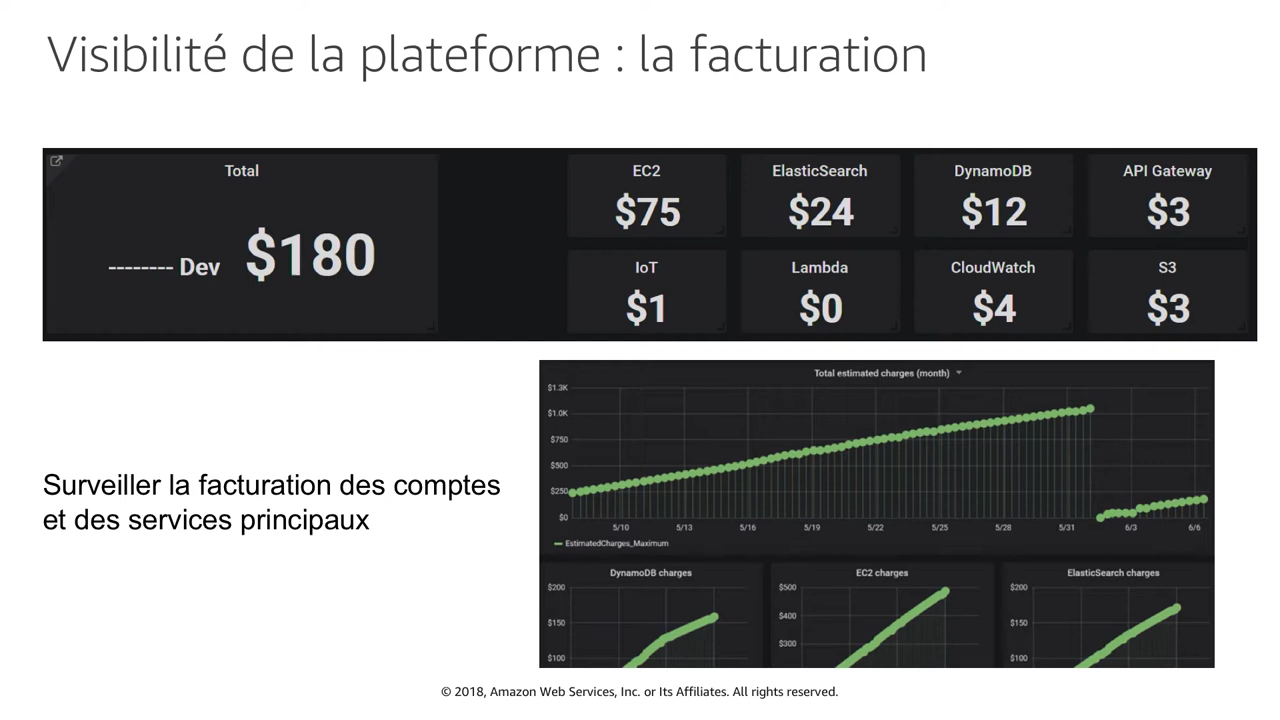 Visibilité de la plateforme : la facturation
Total
-------- Dev $180
EC2
$75
ElasticSearch
$24
DynamoDB
$12
API Gateway
$3
IoT
$1
Lambda
$0
CloudWatch
$4
S3
$3
Surveiller la facturation des comptes
et des services principaux
Total estimated charges (month)
$1.3K
$1.0K
$750
$500
$250
$0
5/10 5/13 5/16 5/19 5/22 5/25 5/28 5/31 6/3 6/6
EstimatedCharges_Maximum
DynamoDB charges
$200
$150
$100
EC2 charges
$500
$400
$300
ElasticSearch charges
$200
$150
$100
© 2018, Amazon Web Services, Inc. or Its Affiliates. All rights reserved.